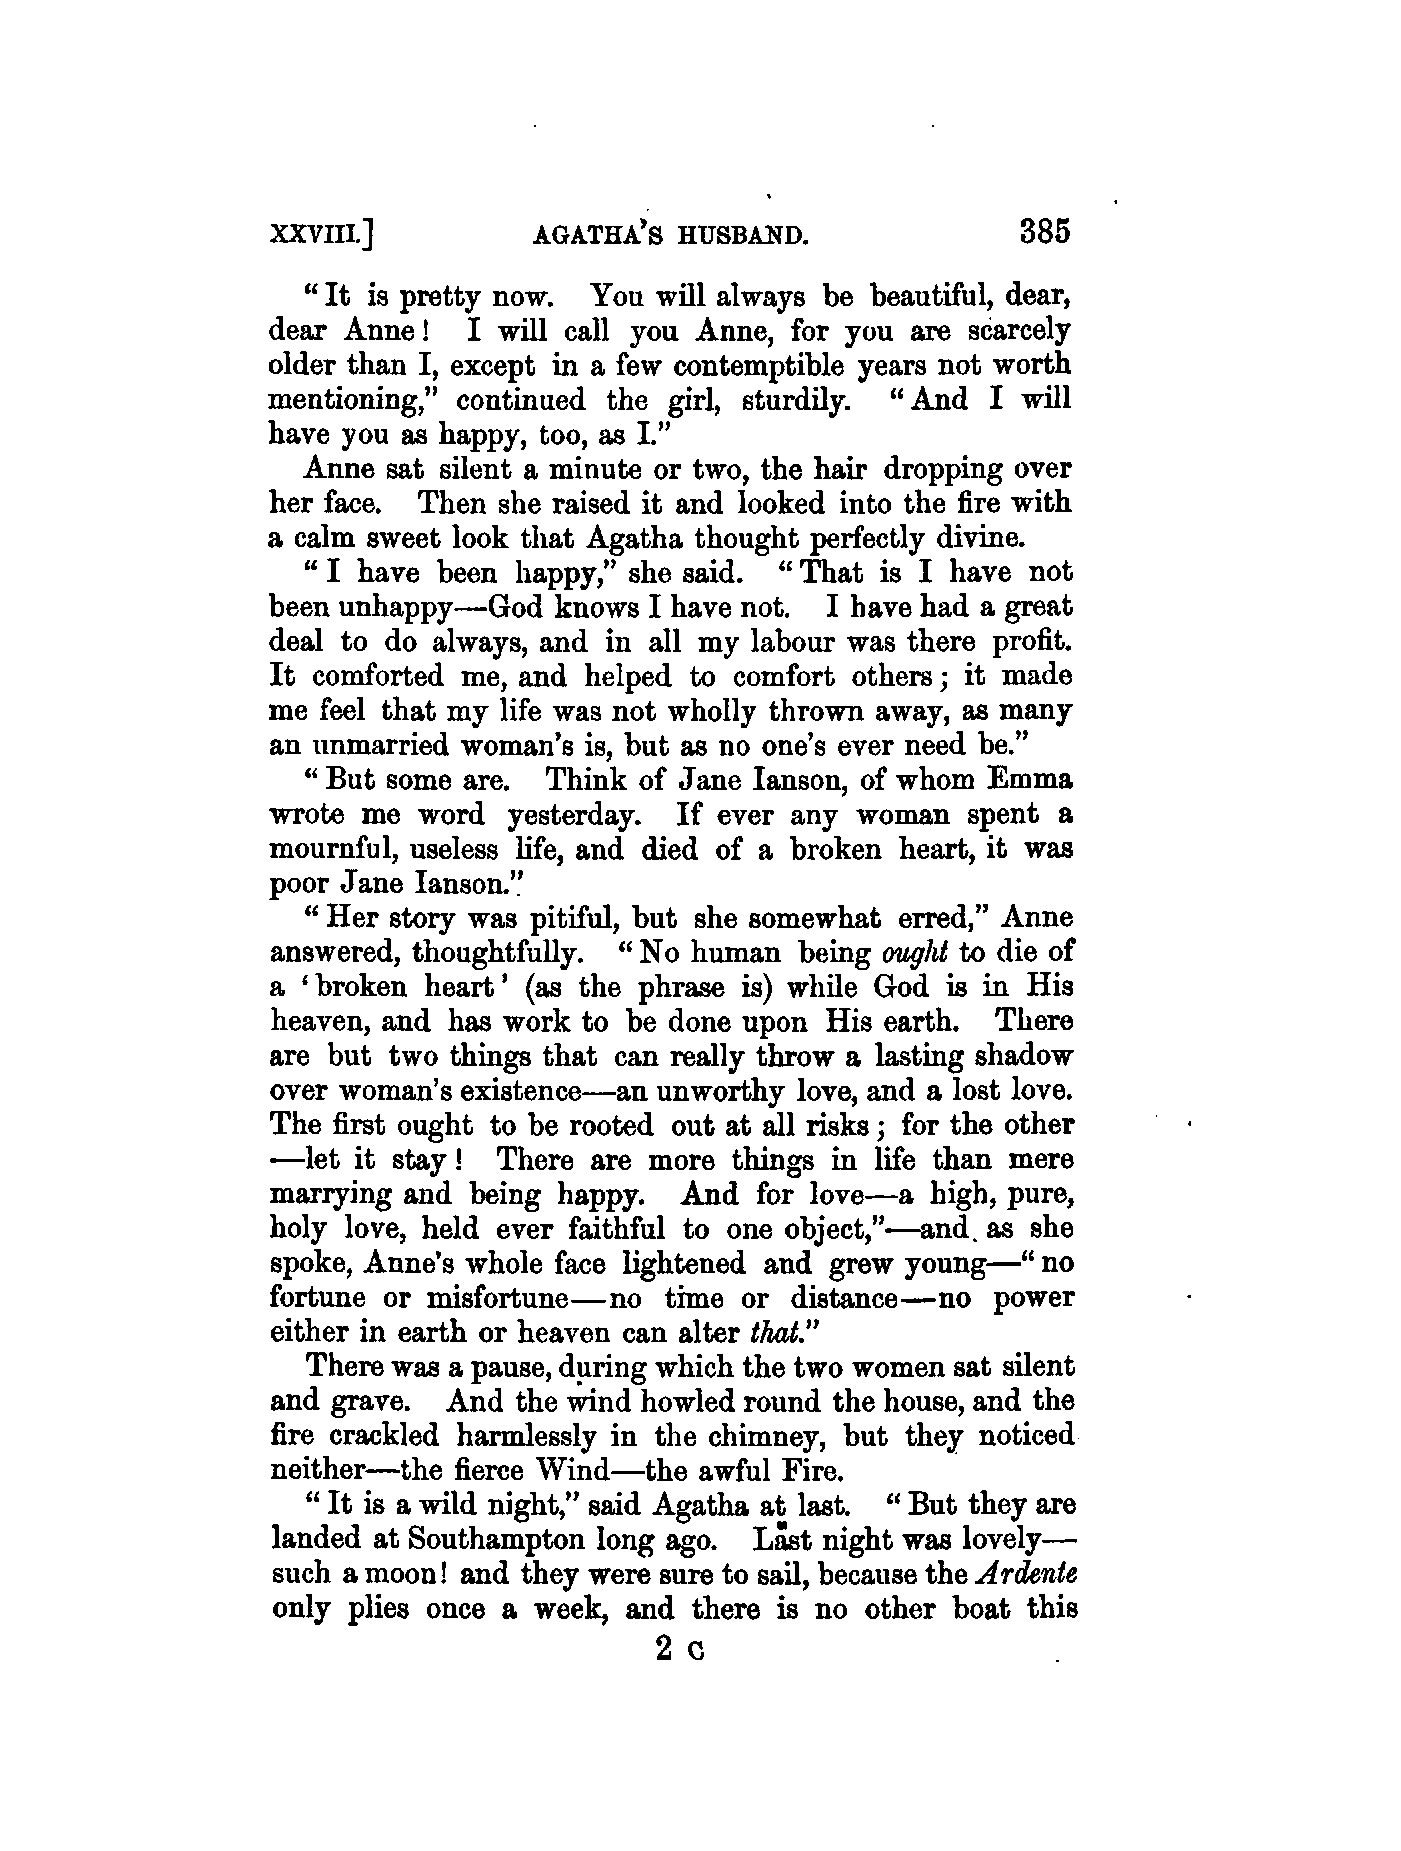 XXVIII.] AGATHA'S HUSBAND. 385
“It is pretty now. You will always be beautiful, dear,
dear Anne! I will call you Anne, for you are scarcely
older than I, except in a few contemptible years not worth
mentioning,” continued the girl, sturdily. “And I will
have you as happy, too, as I.”
Anne sat silent a minute or two, the hair dropping over
her face. Then she raised it and looked into the fire with
a calm sweet look that Agatha thought perfectly divine.
“I have been happy,” she said. “That is I have not
been unhappy—God knows I have not. I have had a great
deal to do always, and in all my labour was there profit.
It comforted me, and helped to comfort others; it made
me feel that my life was not wholly thrown away, as many
an unmarried woman's is, but as no one's ever need be.”
“But some are. Think of Jane Ianson, of whom Emma
wrote me word yesterday. If ever any woman spent a
mournful, useless life, and died of a broken heart, it was
poor Jane Ianson.”
“Her story was pitiful, but she somewhat erred,” Anne
answered, thoughtfully. “No human being ought to die of
a ‘broken heart’ (as the phrase is) while God is in His
heaven, and has work to be done upon His earth. There
are but two things that can really throw a lasting shadow
over woman's existence—an unworthy love, and a lost love.
The first ought to be rooted out at all risks; for the other
—let it stay! There are more things in life than mere
marrying and being happy. And for love—a high, pure,
holy love, held ever faithful to one object,”—and as she
spoke, Anne's whole face lightened and grew young—“no
fortune or misfortune—no time or distance—no power
either in earth or heaven can alter that.”
There was a pause, during which the two women sat silent
and grave. And the wind howled round the house, and the
fire crackled harmlessly in the chimney, but they noticed
neither—the fierce Wind—the awful Fire.
“It is a wild night,” said Agatha at last. “But they are
landed at Southampton long ago. Last night was lovely—
such a moon! and they were sure to sail, because the Ardente
only plies once a week, and there is no other boat this
2 C